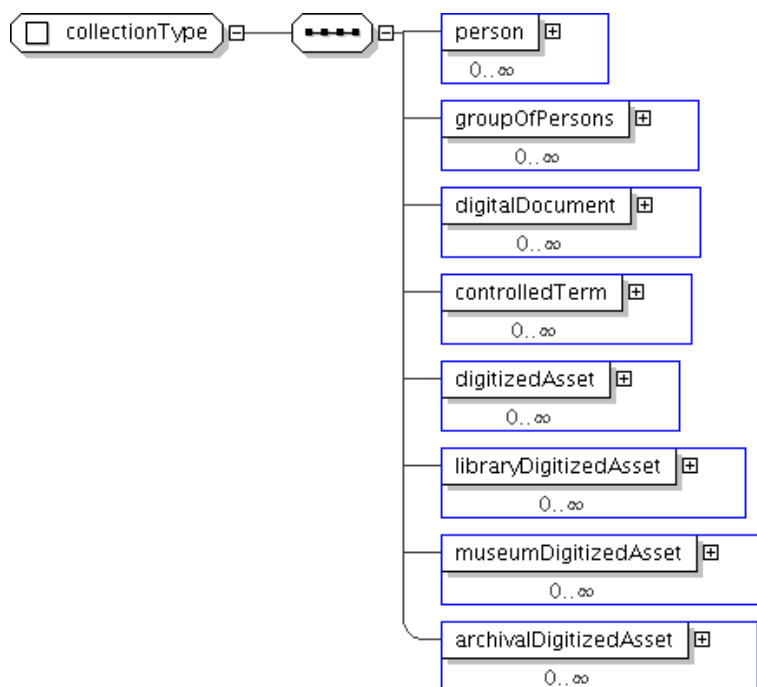 collectionType
person
0..∞
groupOfPersons
0..∞
digitalDocument
0..∞
controlledTerm
0..∞
digitizedAsset
0..∞
libraryDigitizedAsset
0..∞
museumDigitizedAsset
0..∞
archivalDigitizedAsset
0..∞